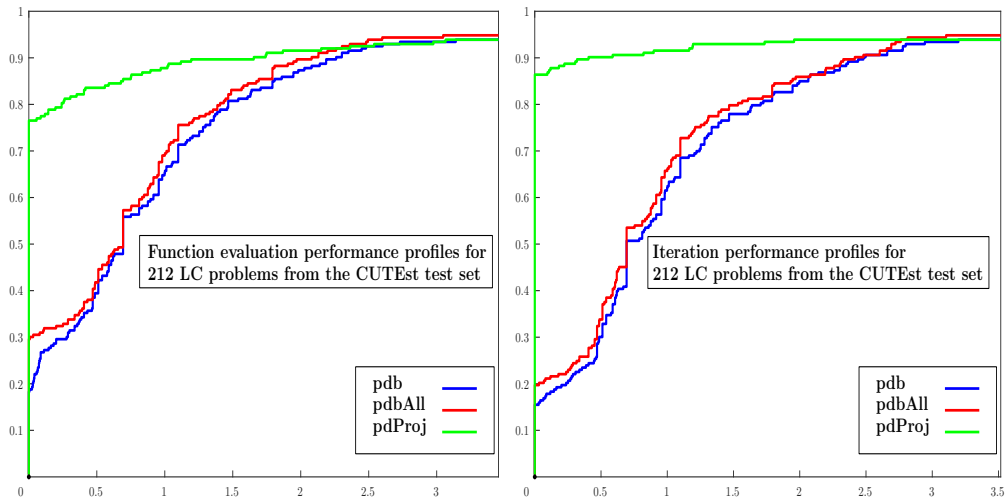 1
0.9
0.8
0.7
0.6
0.5
0.4
0.3
0.2
0.1
0 0.5 1 1.5 2 2.5 3
Function evaluation performance profiles for
212 LC problems from the CUTEst test set
pdb
pdbAll
pdProj
1
0.9
0.8
0.7
0.6
0.5
0.4
0.3
0.2
0.1
0 0.5 1 1.5 2 2.5 3 3.5
Iteration performance profiles for
212 LC problems from the CUTEst test set
pdb
pdbAll
pdProj